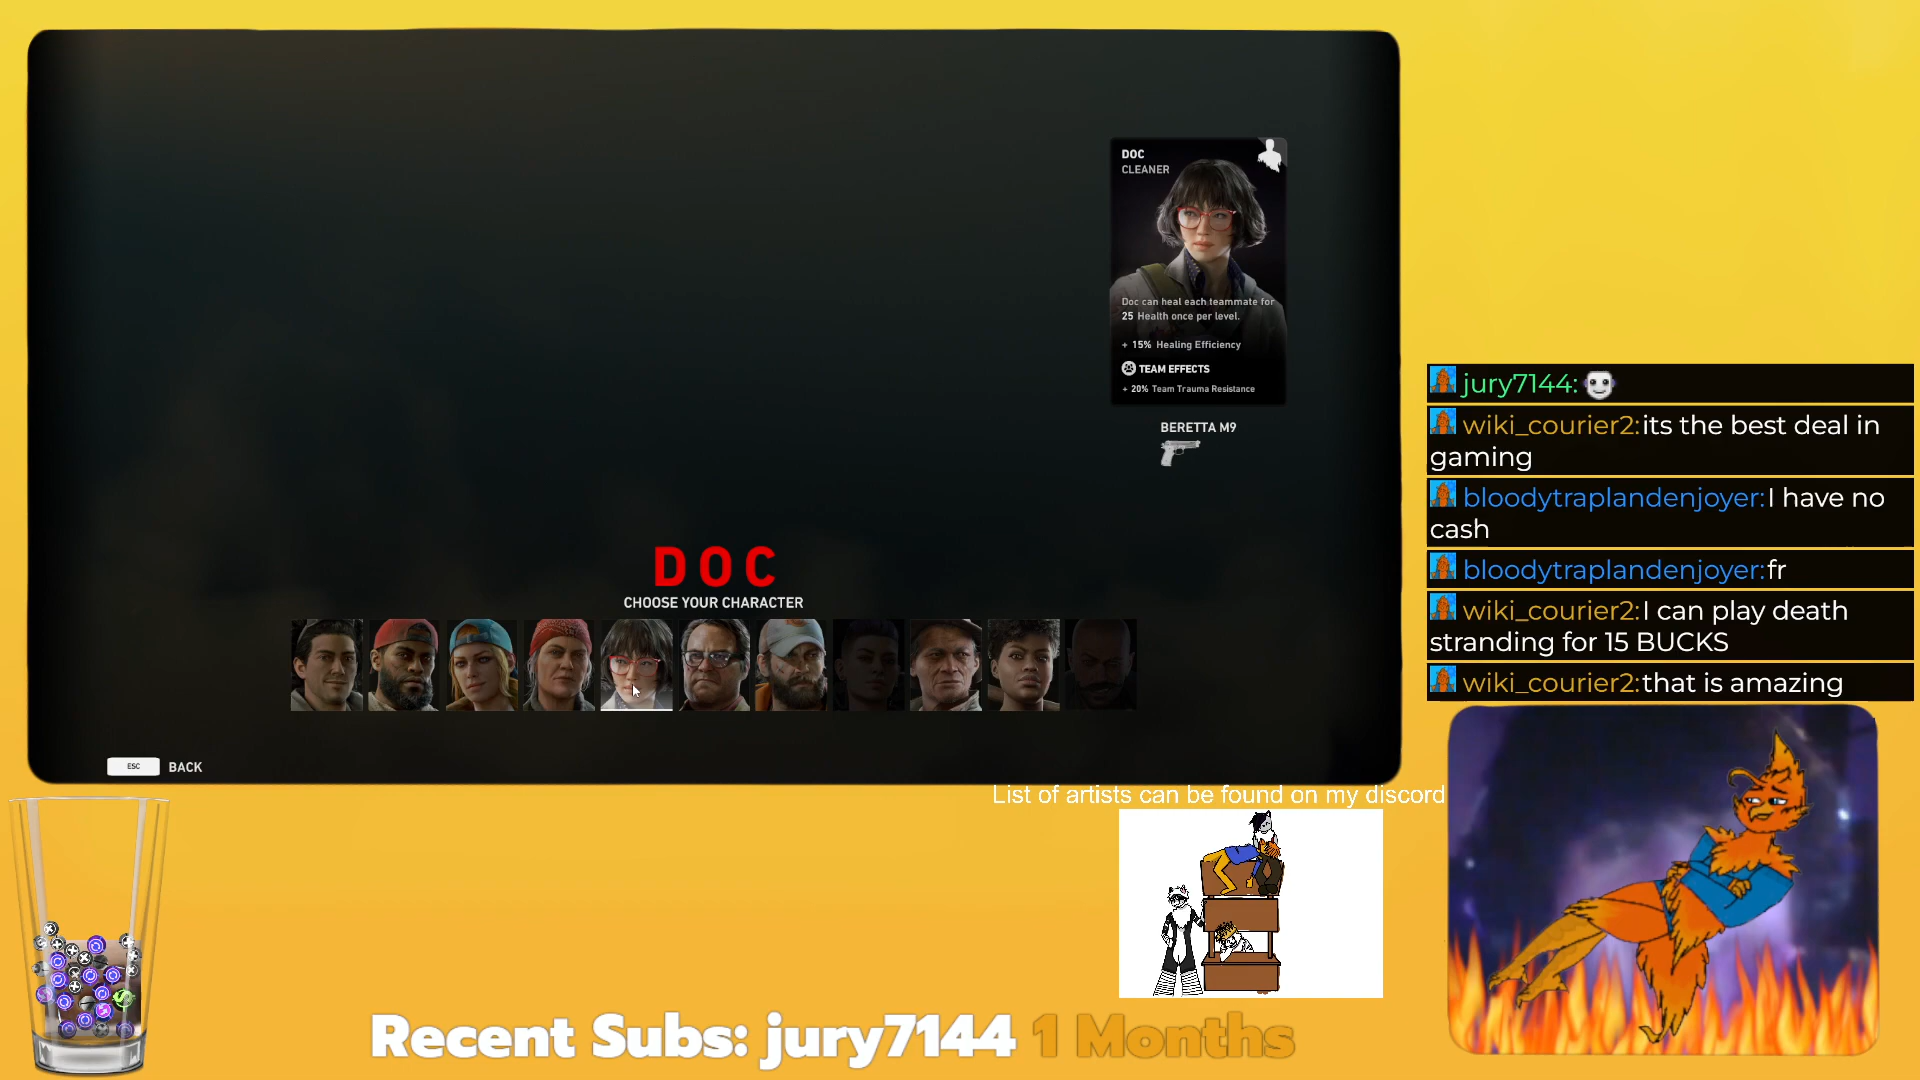 DOC
CLEANER
Doc can heal each teammate for
25 Health once per level.
+ 15% Healing Efficiency
TEAM EFFECTS
+ 20% Team Trauma Resistance
BERETTA M9
DOC
CHOOSE YOUR CHARACTER
ESC BACK
jury7144:
wiki_courier2:its the best deal in
gaming
bloodytraplandenjoyer:I have no
cash
bloodytraplandenjoyer:fr
wiki_courier2:I can play death
stranding for 15 BUCKS
wiki_courier2:that is amazing
List of artists can be found on my discord
Recent Subs: jury7144 1 Months